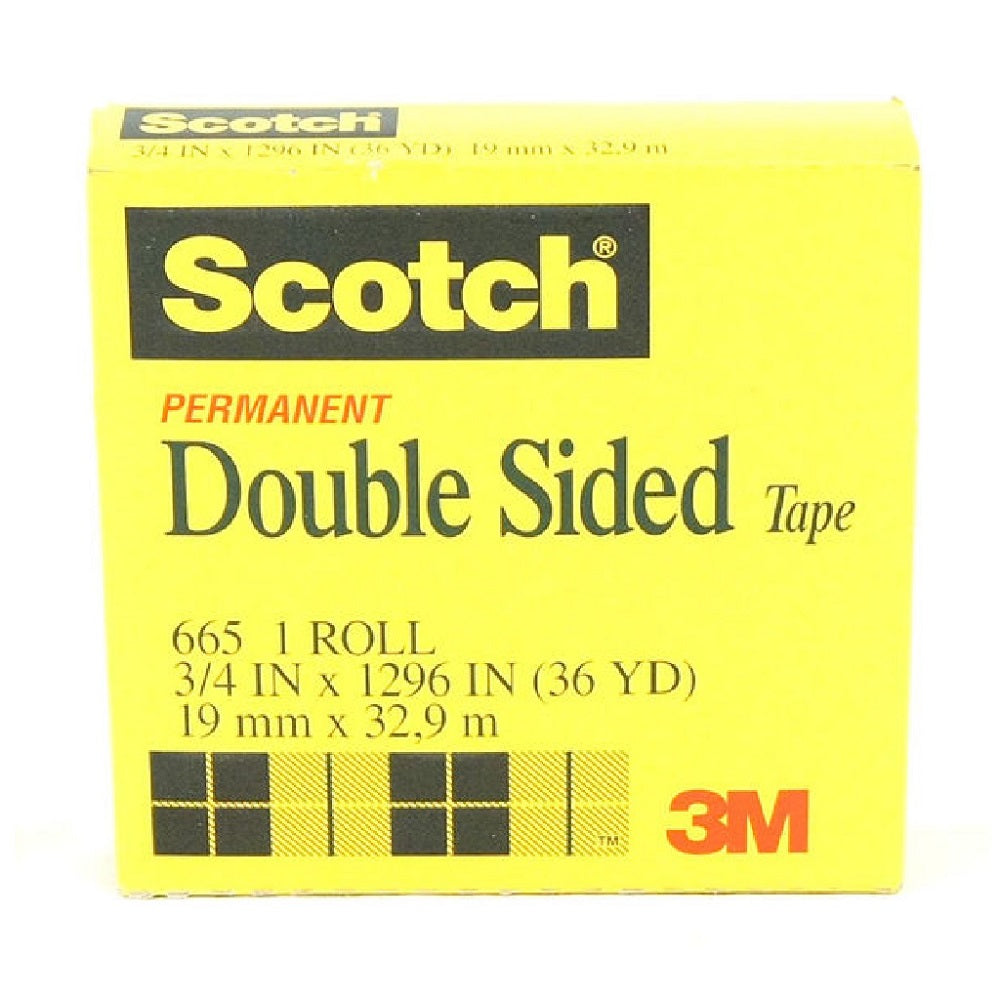 Scotch
3/4 IN x 1296 IN (36 YD) 19 mm x 32,9 m
Scotch®
PERMANENT
Double Sided Tape
665 1 ROLL
3/4 IN x 1296 IN (36 YD)
19 mm x 32,9 m
TM
3M